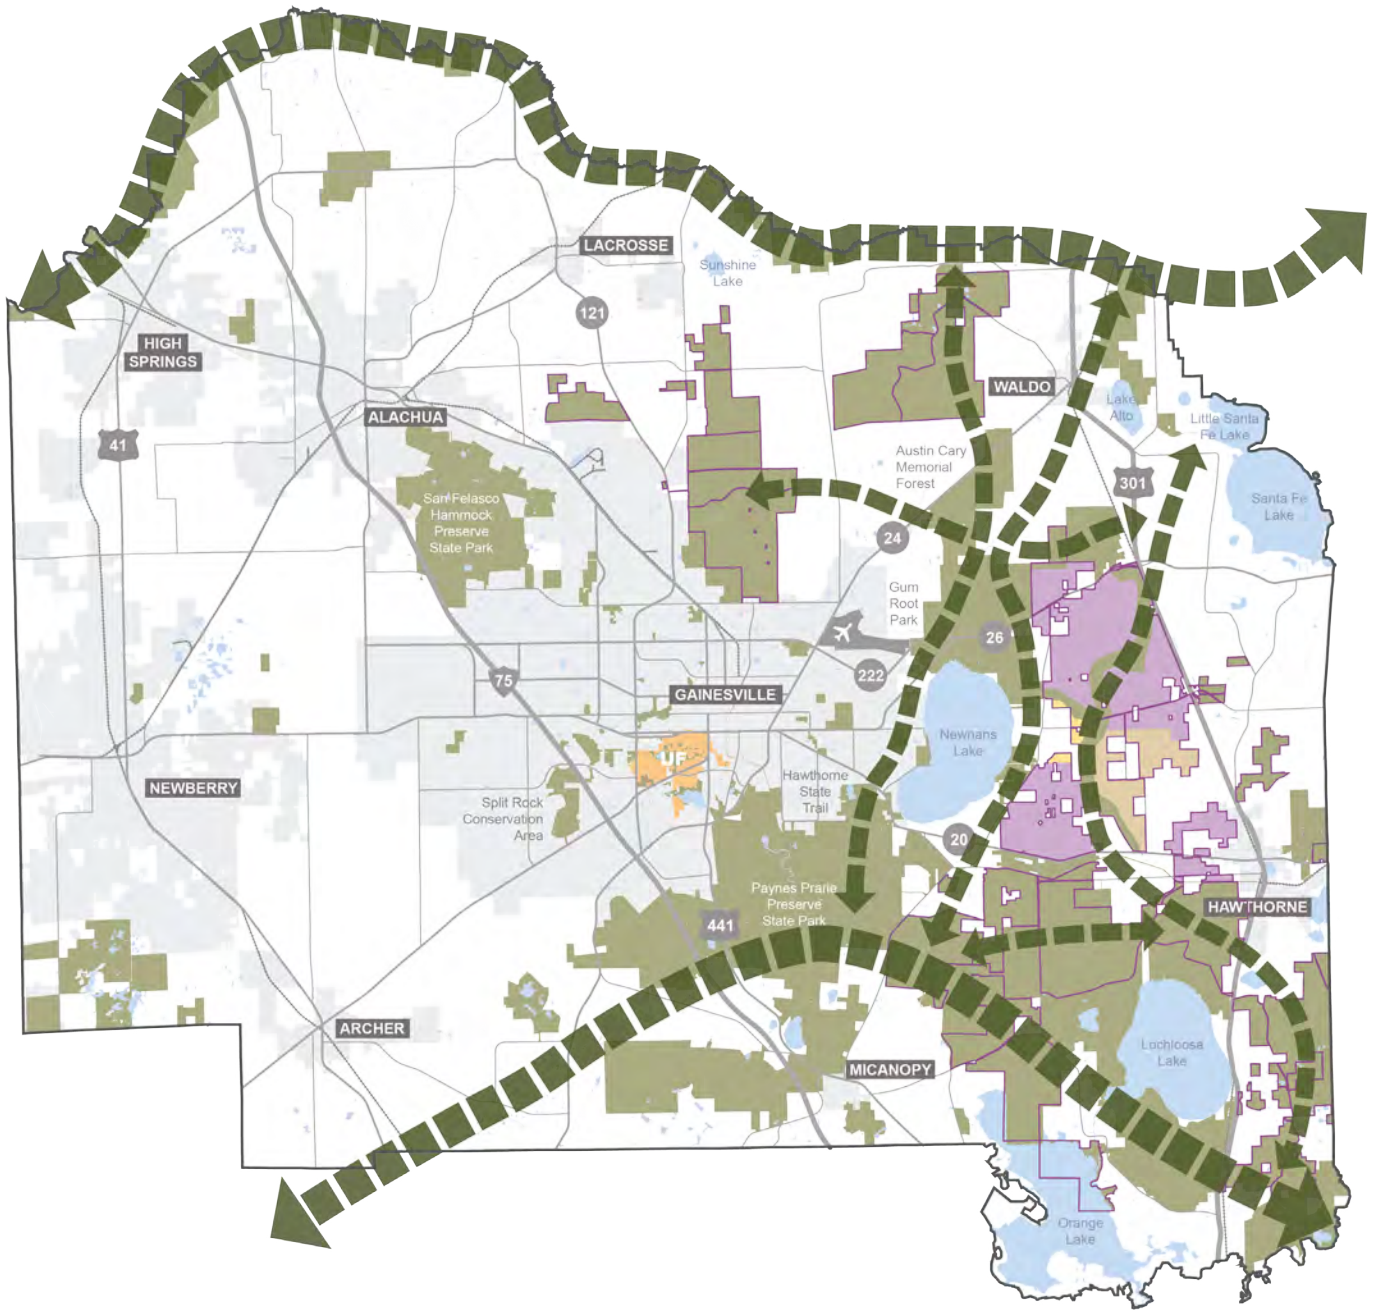 LACROSSE
Sunshine
Lake
121
HIGH
SPRINGS
WALDO
Lake
Alto
ALACHUA
Little Santa
Fe Lake
41
Austin Cary
Memorial
Forest
301
San Felasco
Hammock
Preserve
State Park
Santa Fe
Lake
24
Gum
Root
Park
26
222
75
GAINESVILLE
Newnans
Lake
UF
NEWBERRY
Hawthorne
State
Trail
Split Rock
Conservation
Area
20
Paynes Prarie
Preserve
State Park
HAWTHORNE
441
ARCHER
Lochloosa
Lake
MICANOPY
Orange
Lake